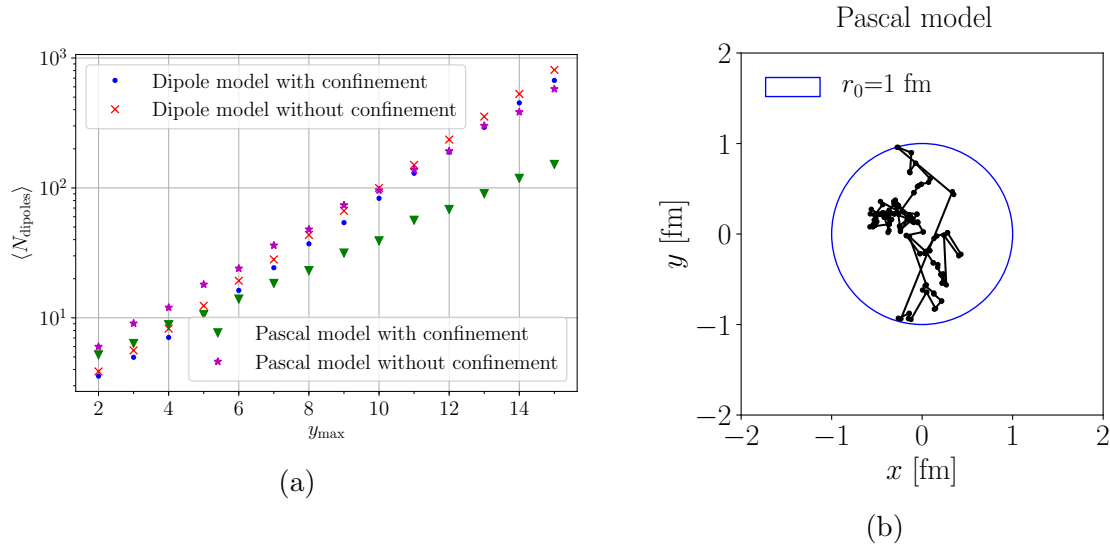 10³
10²
10¹
⟨N_dipoles⟩
Dipole model with confinement
Dipole model without confinement
Pascal model with confinement
Pascal model without confinement
2 4 6 8 10 12 14
y_max
(a)
Pascal model
r₀=1 fm
2
1
0
−1
−2
y [fm]
−2 −1 0 1 2
x [fm]
(b)